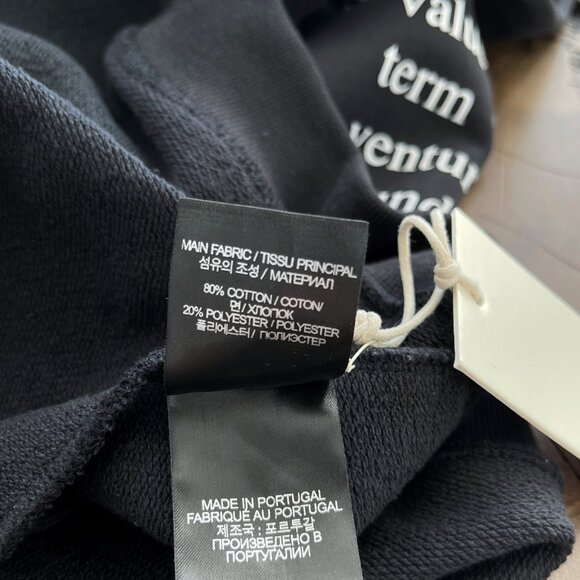 value
term
ventur
MAIN FABRIC / TISSU PRINCIPAL
섬유의 조성 / МАТЕРИАЛ
80% COTTON / COTON/
면 / ХЛОПОК
20% POLYESTER / POLYESTER
폴리에스터 / ПОЛИЭСТЕР
MADE IN PORTUGAL
FABRIQUÉ AU PORTUGAL
제조국 : 포르투갈
ПРОИЗВЕДЕНО В
ПОРТУГАЛИИ